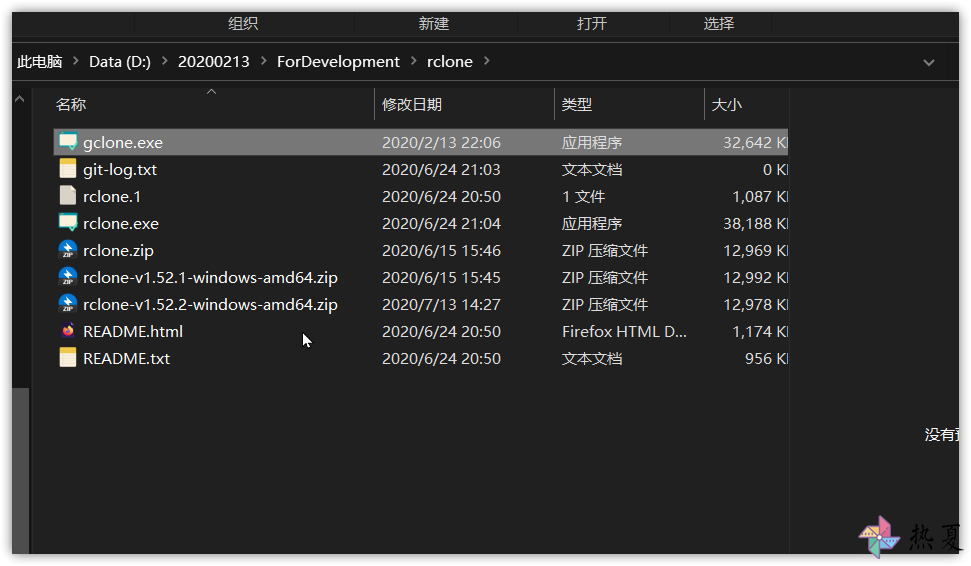 组织 新建 打开 选择
此电脑 > Data (D:) > 20200213 > ForDevelopment > rclone >
名称 修改日期 类型 大小
gclone.exe 2020/2/13 22:06 应用程序 32,642 K
git-log.txt 2020/6/24 21:03 文本文档 0 K
rclone.1 2020/6/24 20:50 1 文件 1,087 K
rclone.exe 2020/6/24 21:04 应用程序 38,188 K
rclone.zip 2020/6/15 15:46 ZIP 压缩文件 12,969 K
rclone-v1.52.1-windows-amd64.zip 2020/6/15 15:45 ZIP 压缩文件 12,992 K
rclone-v1.52.2-windows-amd64.zip 2020/7/13 14:27 ZIP 压缩文件 12,978 K
README.html 2020/6/24 20:50 Firefox HTML D... 1,174 K
README.txt 2020/6/24 20:50 文本文档 956 K
没有
热夏